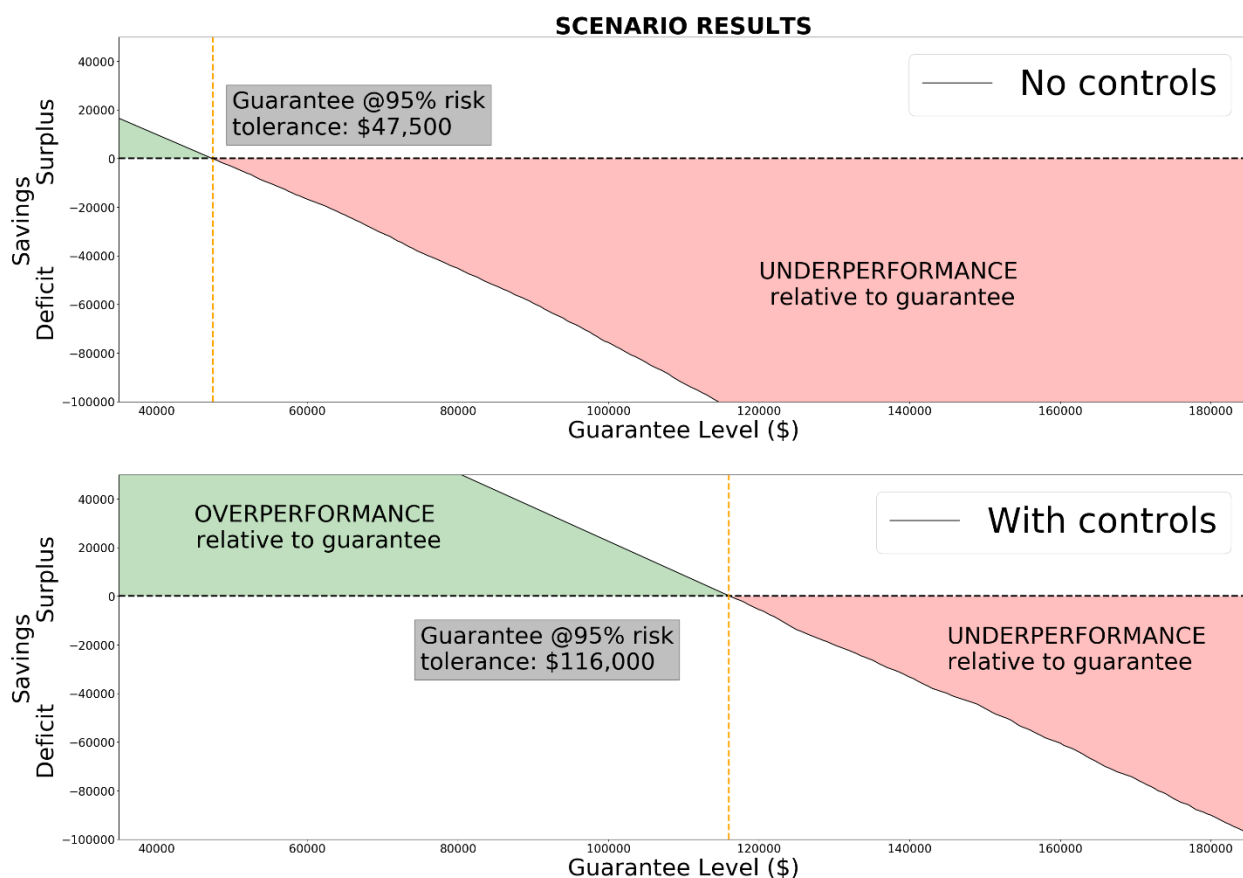 SCENARIO RESULTS
No controls
Guarantee @95% risk
tolerance: $47,500
UNDERPERFORMANCE
relative to guarantee
Savings
Deficit Surplus
40000
20000
0
−20000
−40000
−60000
−80000
−100000
40000 60000 80000 100000 120000 140000 160000 180000
Guarantee Level ($)
With controls
OVERPERFORMANCE
relative to guarantee
Guarantee @95% risk
tolerance: $116,000
UNDERPERFORMANCE
relative to guarantee
Savings
Deficit Surplus
40000
20000
0
−20000
−40000
−60000
−80000
−100000
40000 60000 80000 100000 120000 140000 160000 180000
Guarantee Level ($)